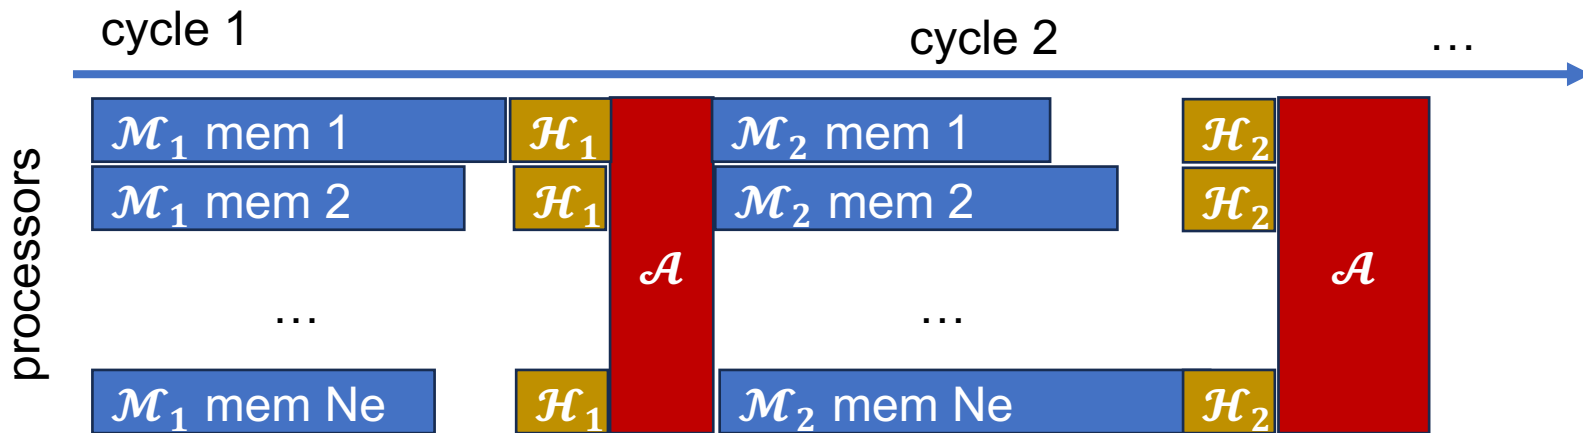 cycle 1 cycle 2 …
processors
𝓜₁ mem 1 𝓗₁ 𝓜₂ mem 1 𝓗₂
𝓜₁ mem 2 𝓗₁ 𝓜₂ mem 2 𝓗₂
𝓐 𝓐
… …
𝓜₁ mem Ne 𝓗₁ 𝓜₂ mem Ne 𝓗₂